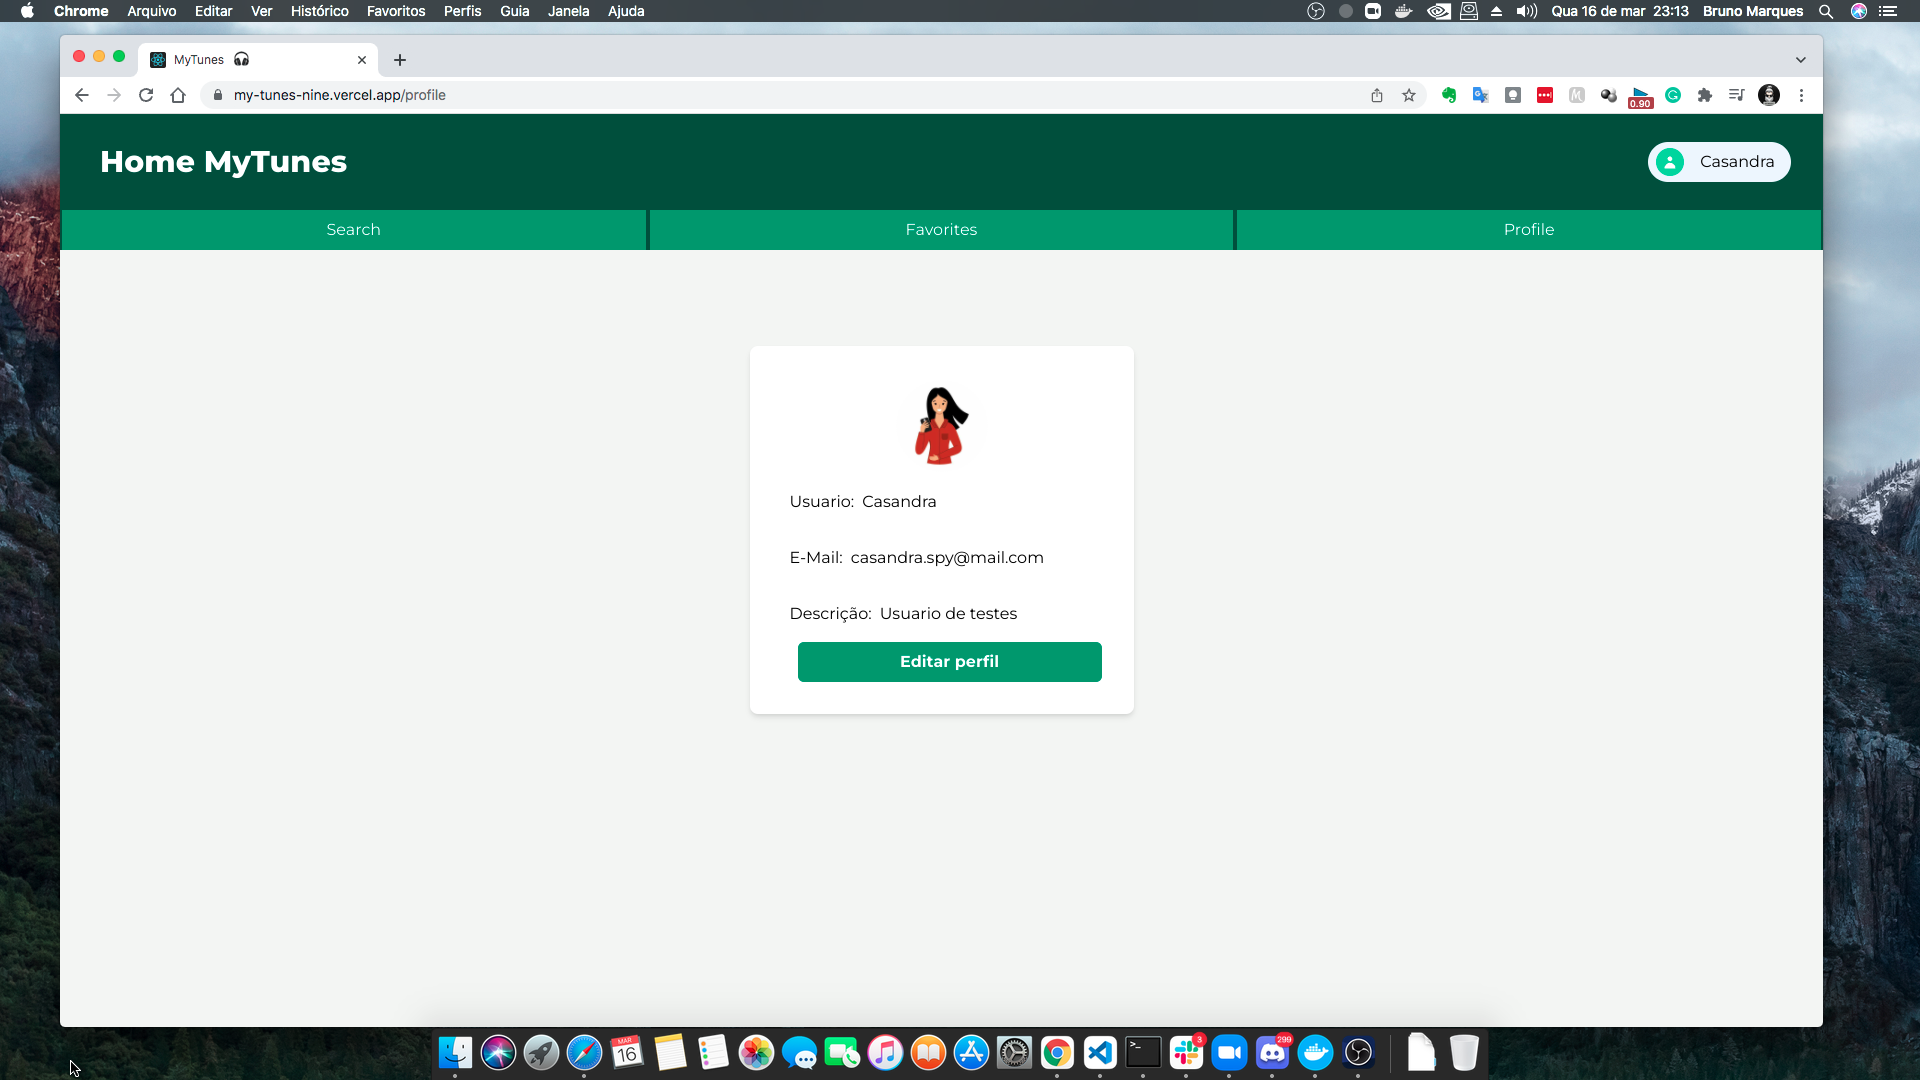 Chrome Arquivo Editar Ver Histórico Favoritos Perfis Guia Janela Ajuda Qua 16 de mar 23:13 Bruno Marques
MyTunes
my-tunes-nine.vercel.app/profile
0.90
Home MyTunes
Casandra
Search Favorites Profile
Usuario: Casandra
E-Mail: casandra.spy@mail.com
Descrição: Usuario de testes
Editar perfil
MAR
16
3
299